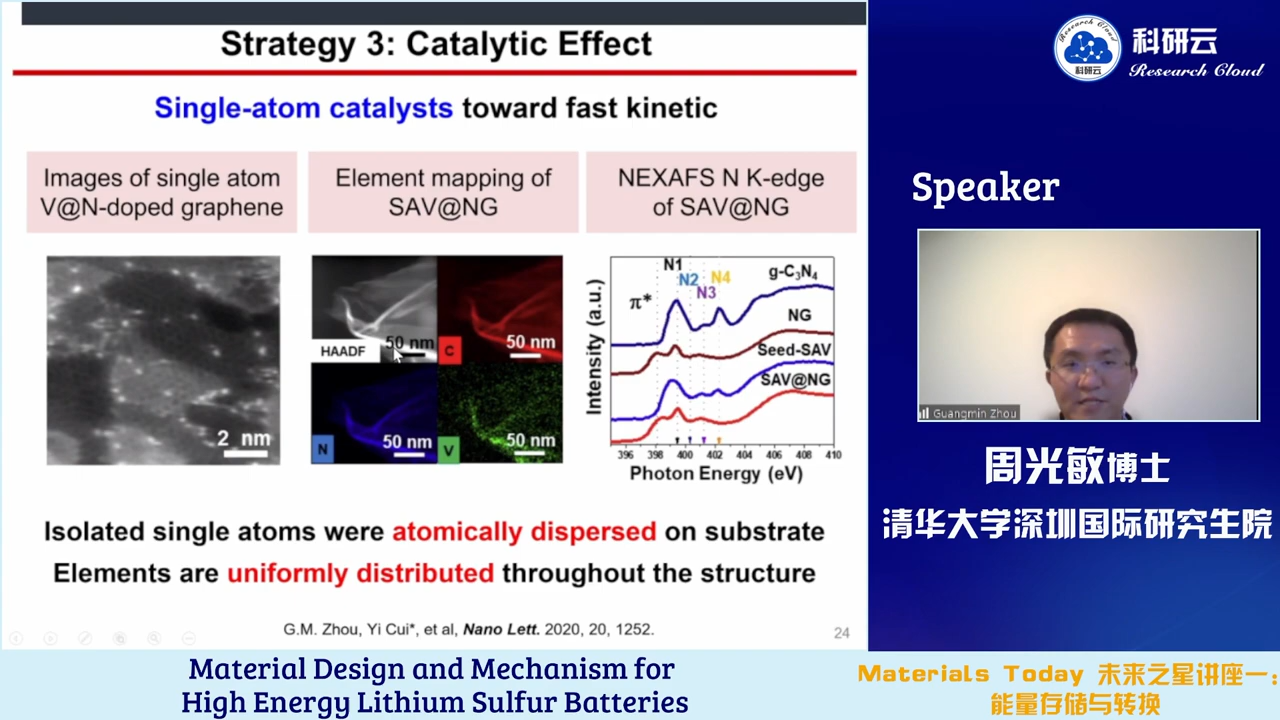 Strategy 3: Catalytic Effect
Single-atom catalysts toward fast kinetic
Images of single atom
V@N-doped graphene
Element mapping of
SAV@NG
NEXAFS N K-edge
of SAV@NG
2 nm
HAADF
50 nm
C
50 nm
N
50 nm
V
50 nm
Intensity (a.u.)
π*
N1
N2
N3
N4
g-C₃N₄
NG
Seed-SAV
SAV@NG
396 398 400 402 404 406 408 410
Photon Energy (eV)
Isolated single atoms were atomically dispersed on substrate
Elements are uniformly distributed throughout the structure
G.M. Zhou, Yi Cui*, et al, Nano Lett. 2020, 20, 1252.
24
Research Cloud
科研云
科研云
Research Cloud
Speaker
Guangmin Zhou
周光敏博士
清华大学深圳国际研究生院
Material Design and Mechanism for
High Energy Lithium Sulfur Batteries
Materials Today 未来之星讲座一:
能量存储与转换